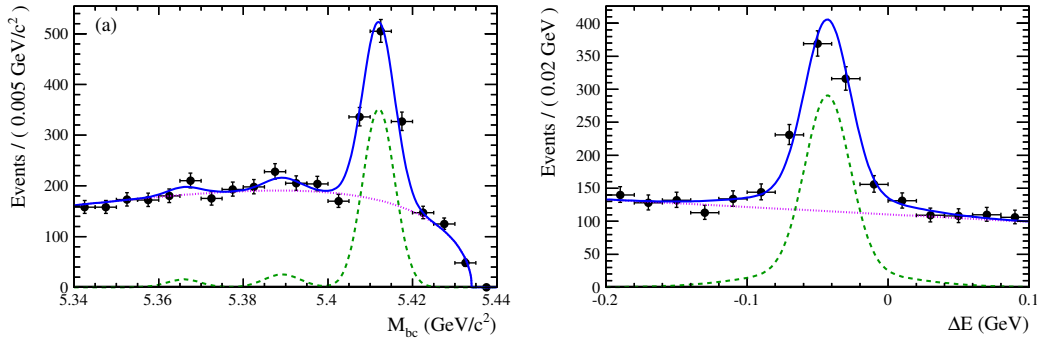 Events / ( 0.005 GeV/c²)
(a)
500
400
300
200
100
0
5.34 5.36 5.38 5.4 5.42 5.44
M_bc (GeV/c²)
Events / ( 0.02 GeV)
400
350
300
250
200
150
100
50
0
-0.2 -0.1 0 0.1
ΔE (GeV)